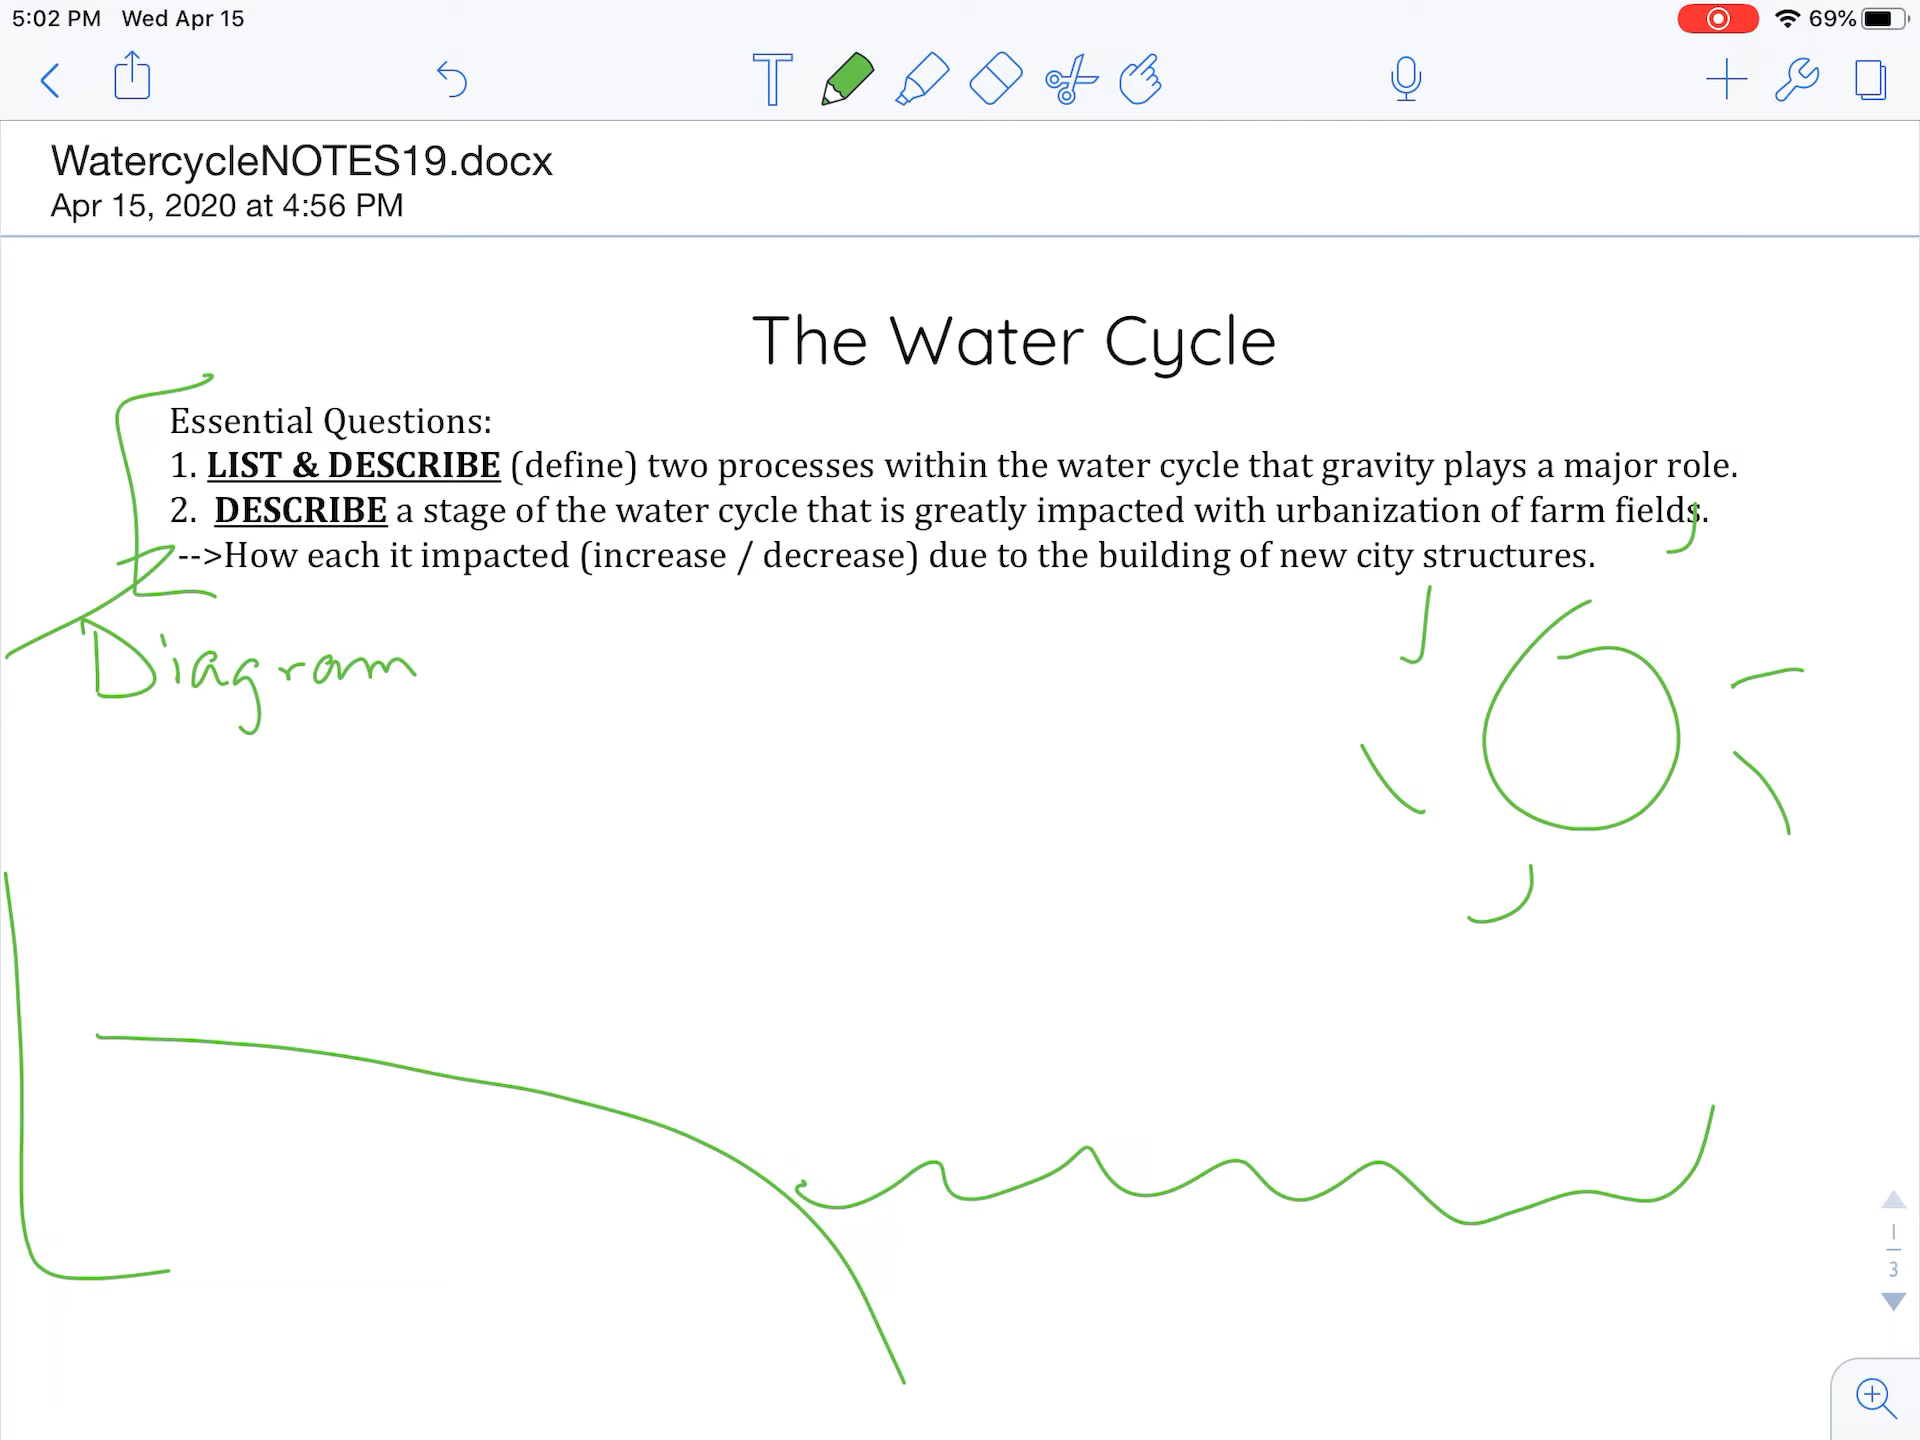 5:02 PM Wed Apr 15 69%
T
WatercycleNOTES19.docx
Apr 15, 2020 at 4:56 PM
The Water Cycle
Essential Questions:
1. LIST & DESCRIBE (define) two processes within the water cycle that gravity plays a major role.
2. DESCRIBE a stage of the water cycle that is greatly impacted with urbanization of farm fields.
-->How each it impacted (increase / decrease) due to the building of new city structures.
Diagram
1
3